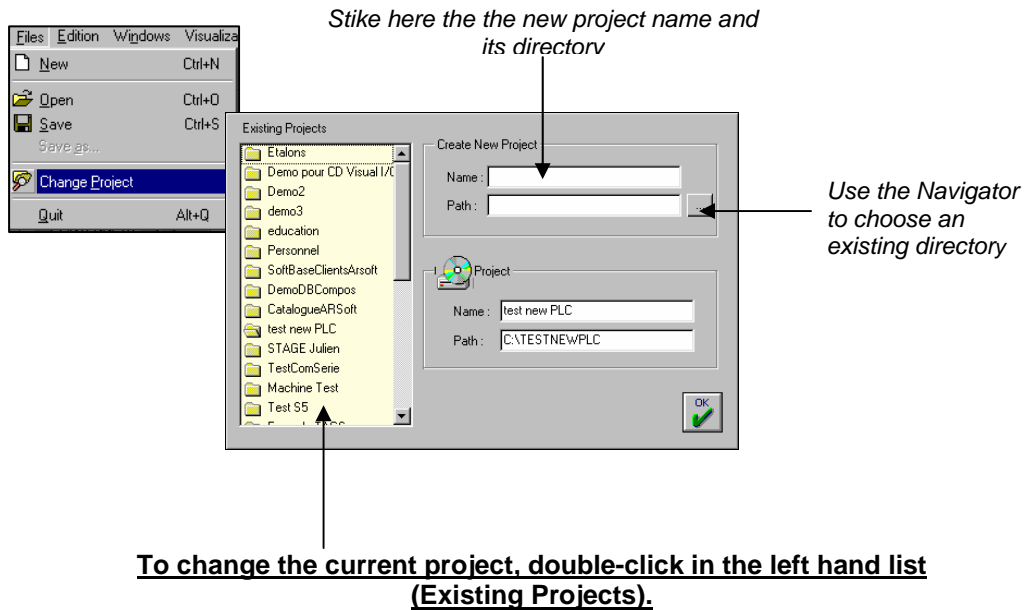 Stike here the the new project name and
its directory
Files Edition Windows Visualiza
New Ctrl+N
Open Ctrl+O
Save Ctrl+S
Save as...
Change Project
Quit Alt+Q
Existing Projects
Etalons
Demo pour CD Visual I/
Demo2
demo3
education
Personnel
SoftBaseClientsArsoft
DemoDBCompos
CatalogueARSoft
test new PLC
STAGE Julien
TestComSerie
Machine Test
Test S5
Create New Project
Name :
Path :
...
Project
Name : test new PLC
Path : C:\TESTNEWPLC
OK
Use the Navigator
to choose an
existing directory
To change the current project, double-click in the left hand list
(Existing Projects).